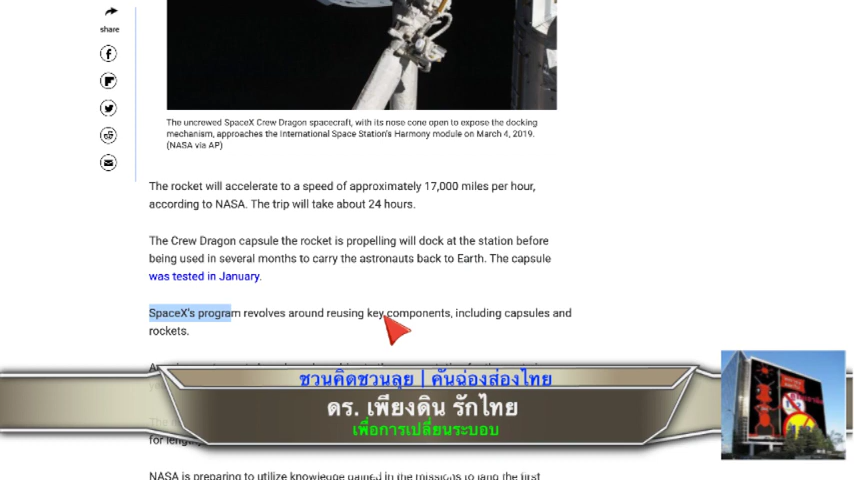 share
The uncrewed SpaceX Crew Dragon spacecraft, with its nose cone open to expose the docking
mechanism, approaches the International Space Station's Harmony module on March 4, 2019.
(NASA via AP)
The rocket will accelerate to a speed of approximately 17,000 miles per hour,
according to NASA. The trip will take about 24 hours.
The Crew Dragon capsule the rocket is propelling will dock at the station before
being used in several months to carry the astronauts back to Earth. The capsule
was tested in January.
SpaceX's program revolves around reusing key components, including capsules and
rockets.
ชวนคิดชวนลุย | คันฉ่องส่องไทย
ดร. เพียงดิน รักไทย
เพื่อการเปลี่ยนระบอบ
for
NASA is preparing to utilize knowledge gained in the missions to land the first